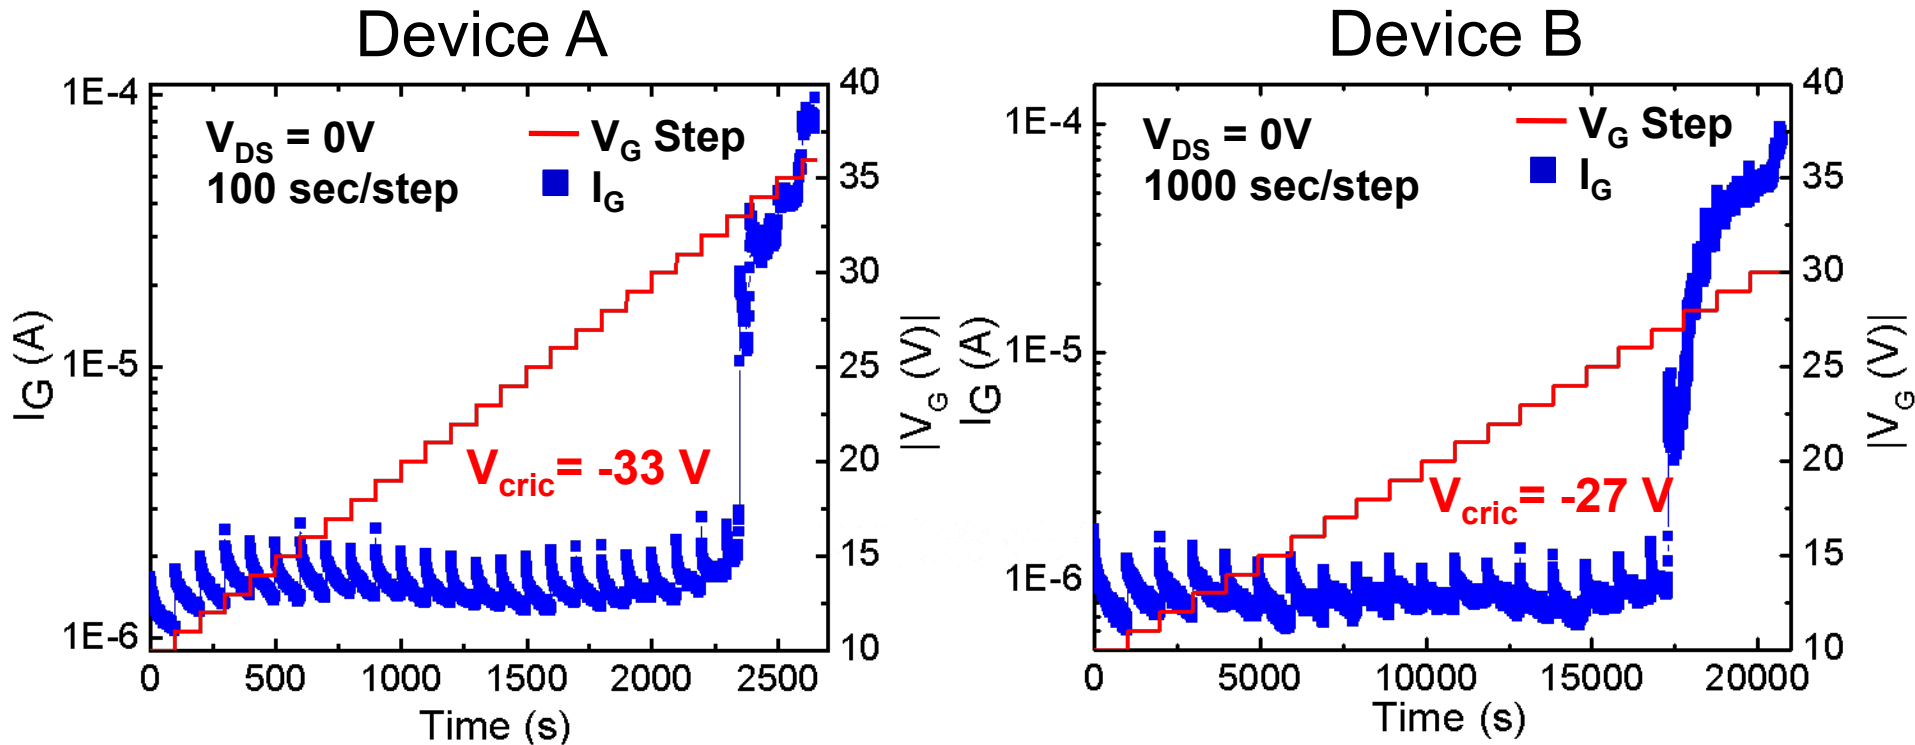 Device A
1E-4
1E-5
1E-6
I_G (A)
V_DS = 0V
100 sec/step
V_G Step
I_G
V_cric= -33 V
40
35
30
25
20
15
10
|V_G (V)|
0 500 1000 1500 2000 2500
Time (s)
Device B
1E-4
1E-5
1E-6
I_G (A)
V_DS = 0V
1000 sec/step
V_G Step
I_G
V_cric= -27 V
40
35
30
25
20
15
10
|V_G (V)|
0 5000 10000 15000 20000
Time (s)